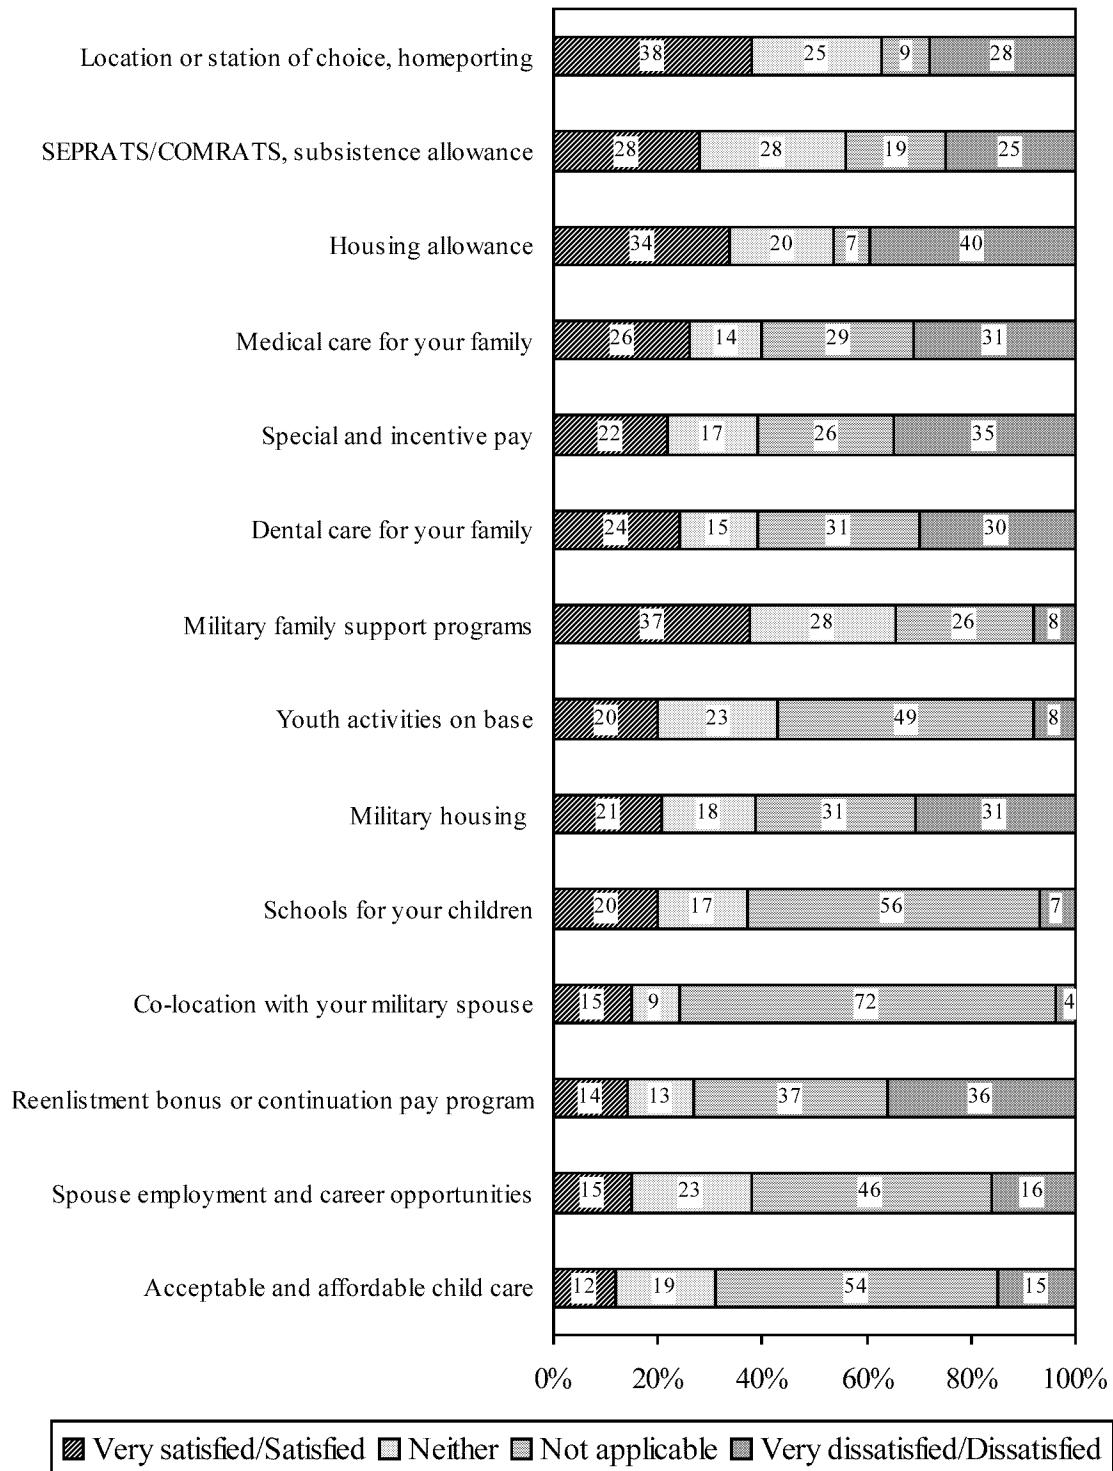 Location or station of choice, homeporting 38 25 9 28
SEPRATS/COMRATS, subsistence allowance 28 28 19 25
Housing allowance 34 20 7 40
Medical care for your family 26 14 29 31
Special and incentive pay 22 17 26 35
Dental care for your family 24 15 31 30
Military family support programs 37 28 26 8
Youth activities on base 20 23 49 8
Military housing 21 18 31 31
Schools for your children 20 17 56 7
Co-location with your military spouse 15 9 72 4
Reenlistment bonus or continuation pay program 14 13 37 36
Spouse employment and career opportunities 15 23 46 16
Acceptable and affordable child care 12 19 54 15
0% 20% 40% 60% 80% 100%
Very satisfied/Satisfied Neither Not applicable Very dissatisfied/Dissatisfied